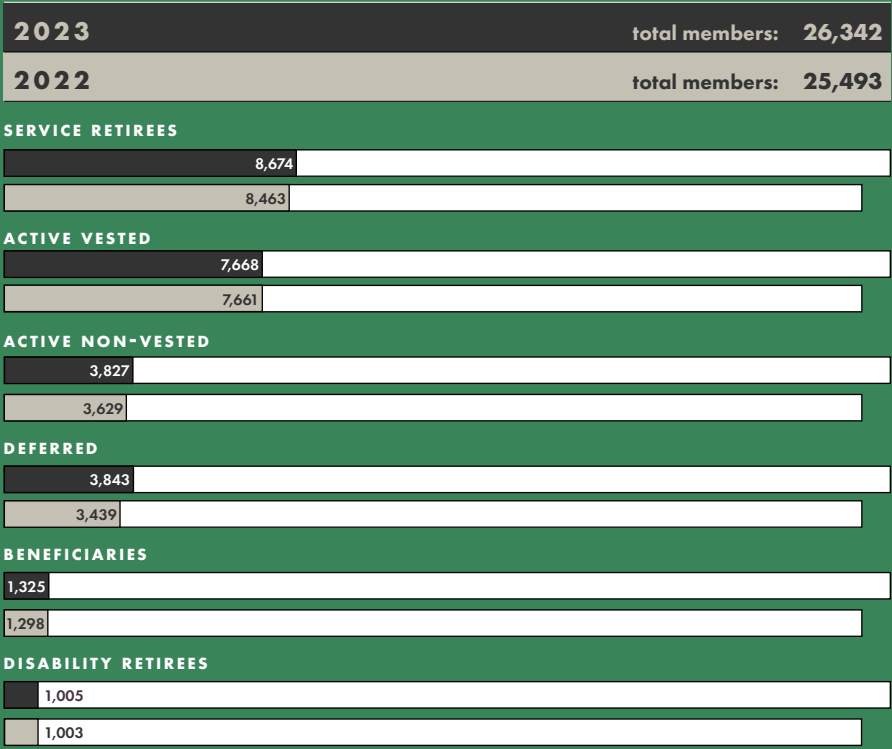 2023 total members: 26,342
2022 total members: 25,493
SERVICE RETIREES
8,674
8,463
ACTIVE VESTED
7,668
7,661
ACTIVE NON-VESTED
3,827
3,629
DEFERRED
3,843
3,439
BENEFICIARIES
1,325
1,298
DISABILITY RETIREES
1,005
1,003